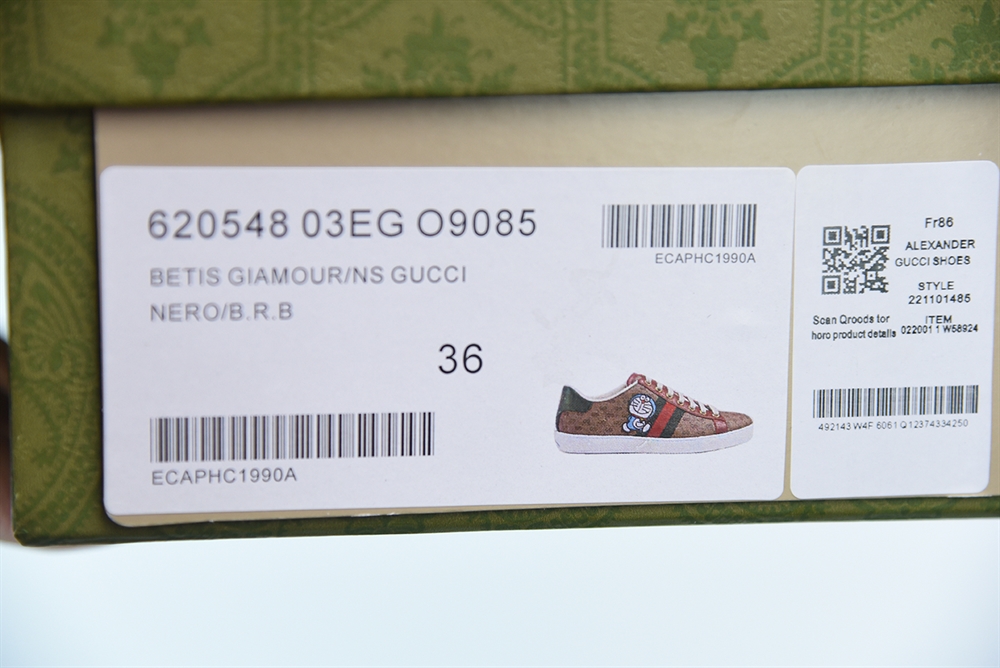 620548 03EG O9085
ECAPHC1990A
BETIS GIAMOUR/NS GUCCI
NERO/B.R.B
36
ECAPHC1990A
Fr86
ALEXANDER
GUCCI SHOES
STYLE
221101485
Scan Qroods tor
horo product details
ITEM
022001 1 W58924
492143 W4F 6061 Q12374334250